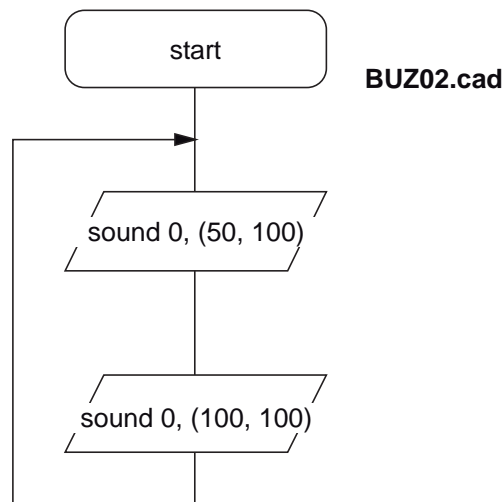 start
BUZ02.cad
sound 0, (50, 100)
sound 0, (100, 100)